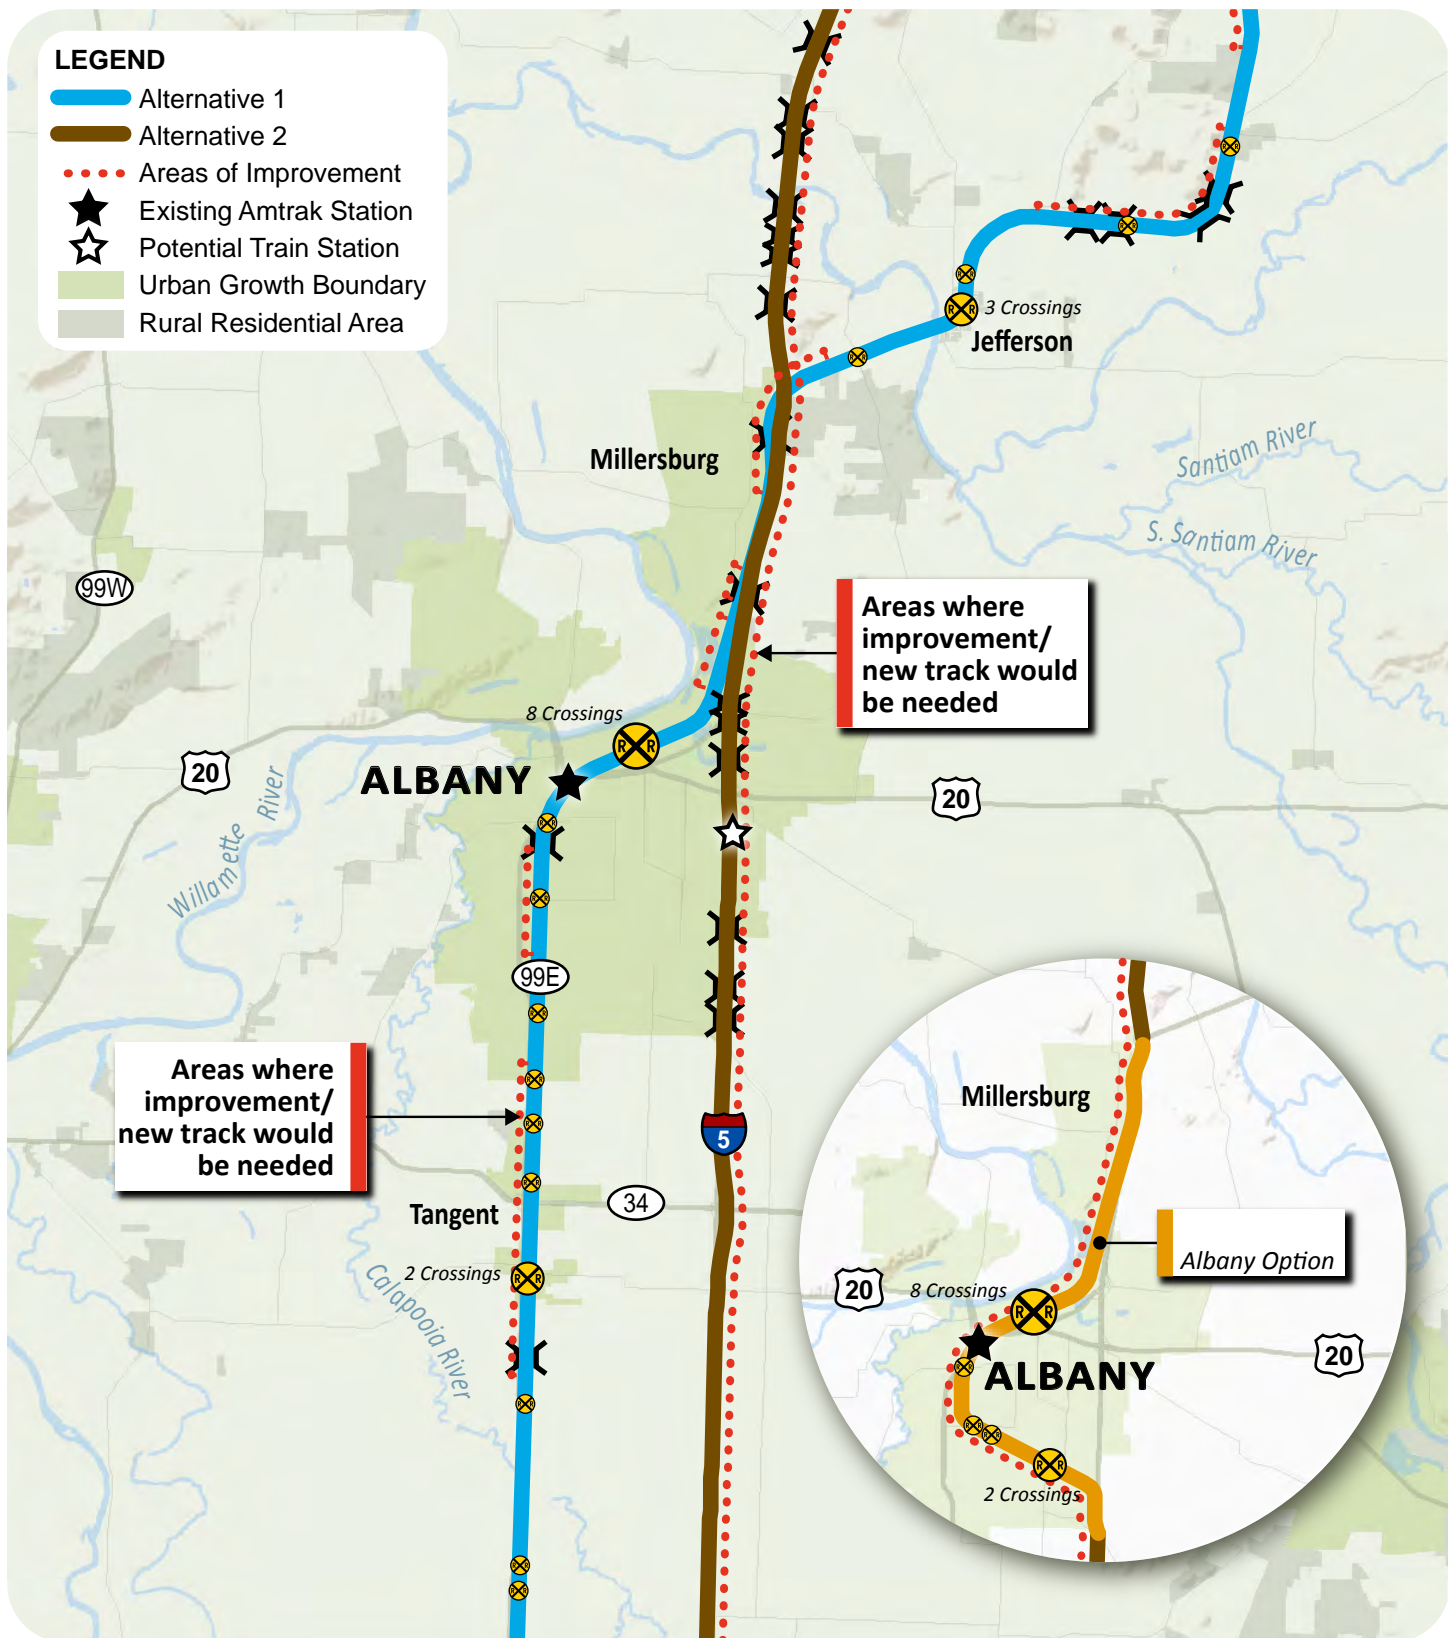 LEGEND
Alternative 1
Alternative 2
Areas of Improvement
Existing Amtrak Station
Potential Train Station
Urban Growth Boundary
Rural Residential Area
R R
R R
R R
3 Crossings
R R
R R
Jefferson
R R
Millersburg
Santiam River
S. Santiam River
99W
Areas where
improvement/
new track would
be needed
8 Crossings
R R
20
ALBANY
20
Willamette River
R R
R R
99E
R R
Areas where
improvement/
new track would
be needed
R R
R R
5
R R
34
Tangent
2 Crossings
R R
Calapooia River
R R
R R
R R
Millersburg
Albany Option
20
8 Crossings
R R
20
R R
ALBANY
R R
R R
R R
2 Crossings